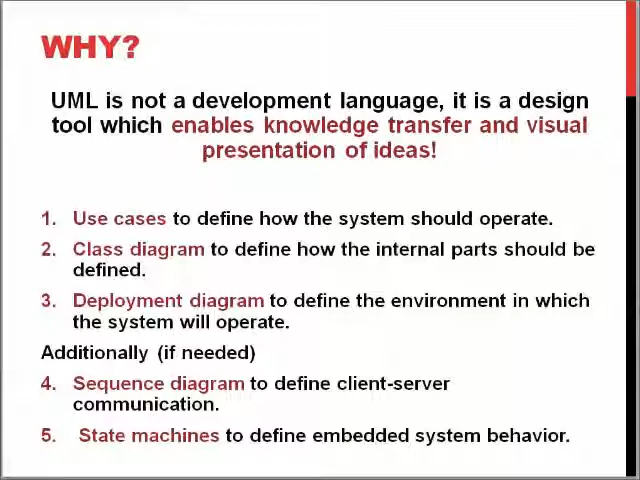 WHY?
UML is not a development language, it is a design
tool which enables knowledge transfer and visual
presentation of ideas!
1. Use cases to define how the system should operate.
2. Class diagram to define how the internal parts should be
defined.
3. Deployment diagram to define the environment in which
the system will operate.
Additionally (if needed)
4. Sequence diagram to define client-server
communication.
5. State machines to define embedded system behavior.